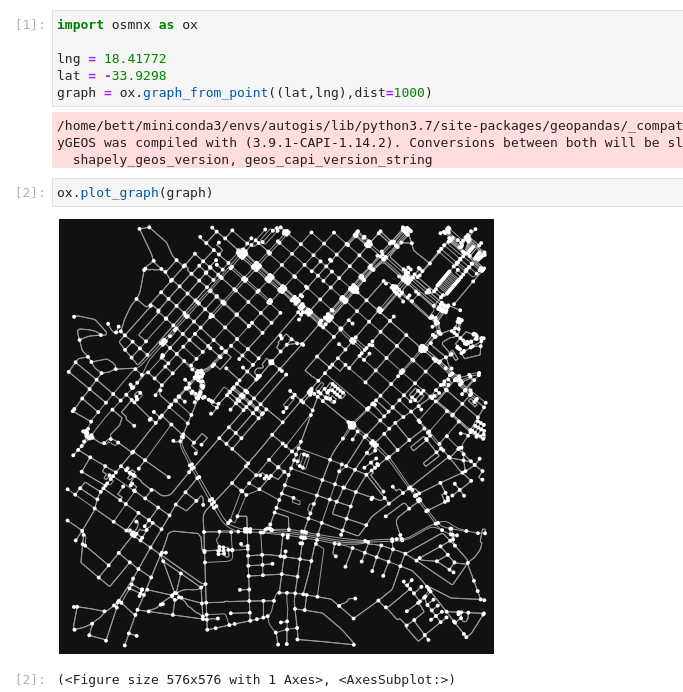 [1]: import osmnx as ox
lng = 18.41772
lat = -33.9298
graph = ox.graph_from_point((lat,lng),dist=1000)
/home/bett/miniconda3/envs/autogis/lib/python3.7/site-packages/geopandas/_compat
yGEOS was compiled with (3.9.1-CAPI-1.14.2). Conversions between both will be sl
shapely_geos_version, geos_capi_version_string
[2]: ox.plot_graph(graph)
[2]: (<Figure size 576x576 with 1 Axes>, <AxesSubplot:>)